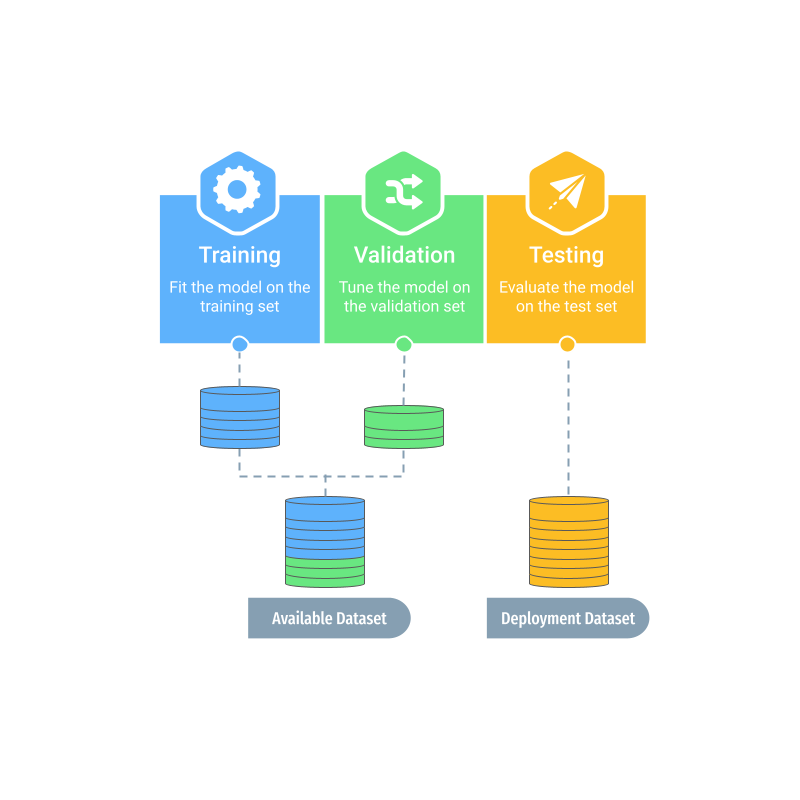 Training
Fit the model on the
training set
Validation
Tune the model on
the validation set
Testing
Evaluate the model
on the test set
Available Dataset
Deployment Dataset